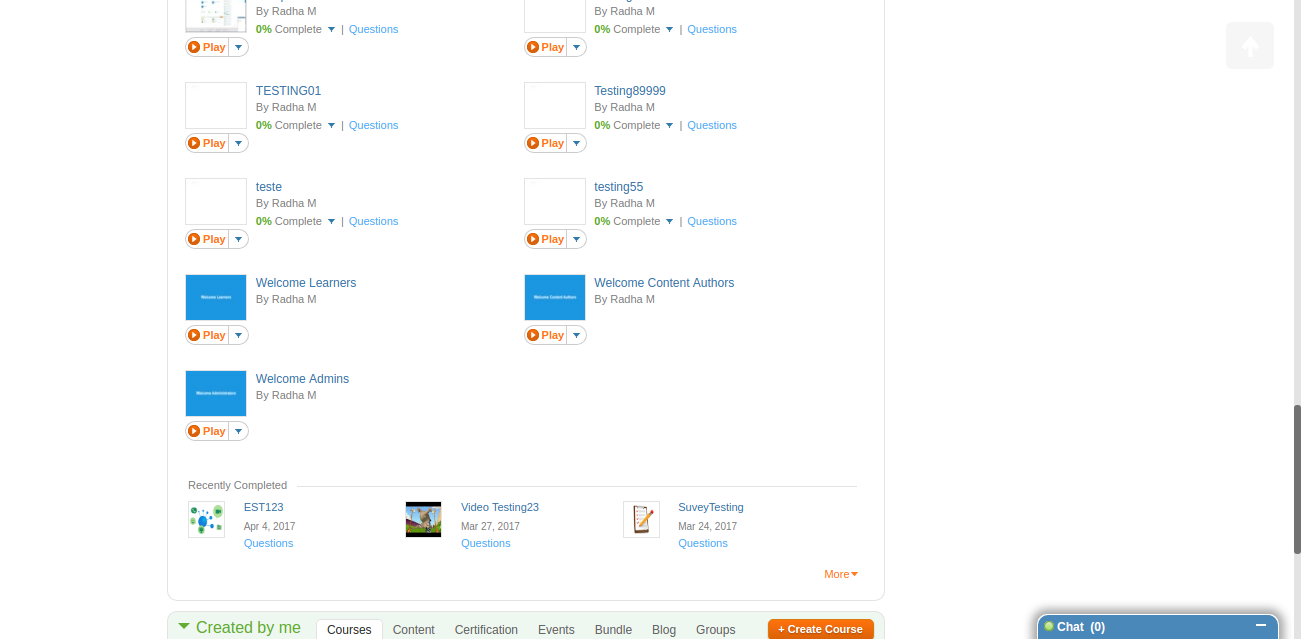 By Radha M
By Radha M
0% Complete | Questions
0% Complete | Questions
Play
Play
TESTING01
Testing89999
By Radha M
By Radha M
0% Complete | Questions
0% Complete | Questions
Play
Play
teste
testing55
By Radha M
By Radha M
0% Complete | Questions
0% Complete | Questions
Play
Play
Welcome Learners
Welcome Content Authors
Welcome Learners
Welcome Content Authors
By Radha M
By Radha M
Play
Play
Welcome Admins
Welcome Administrators
By Radha M
Play
Recently Completed
EST123
Video Testing23
SuveyTesting
Apr 4, 2017
Mar 27, 2017
Mar 24, 2017
Questions
Questions
Questions
More
Created by me
Courses
Content
Certification
Events
Bundle
Blog
Groups
+ Create Course
Chat (0)